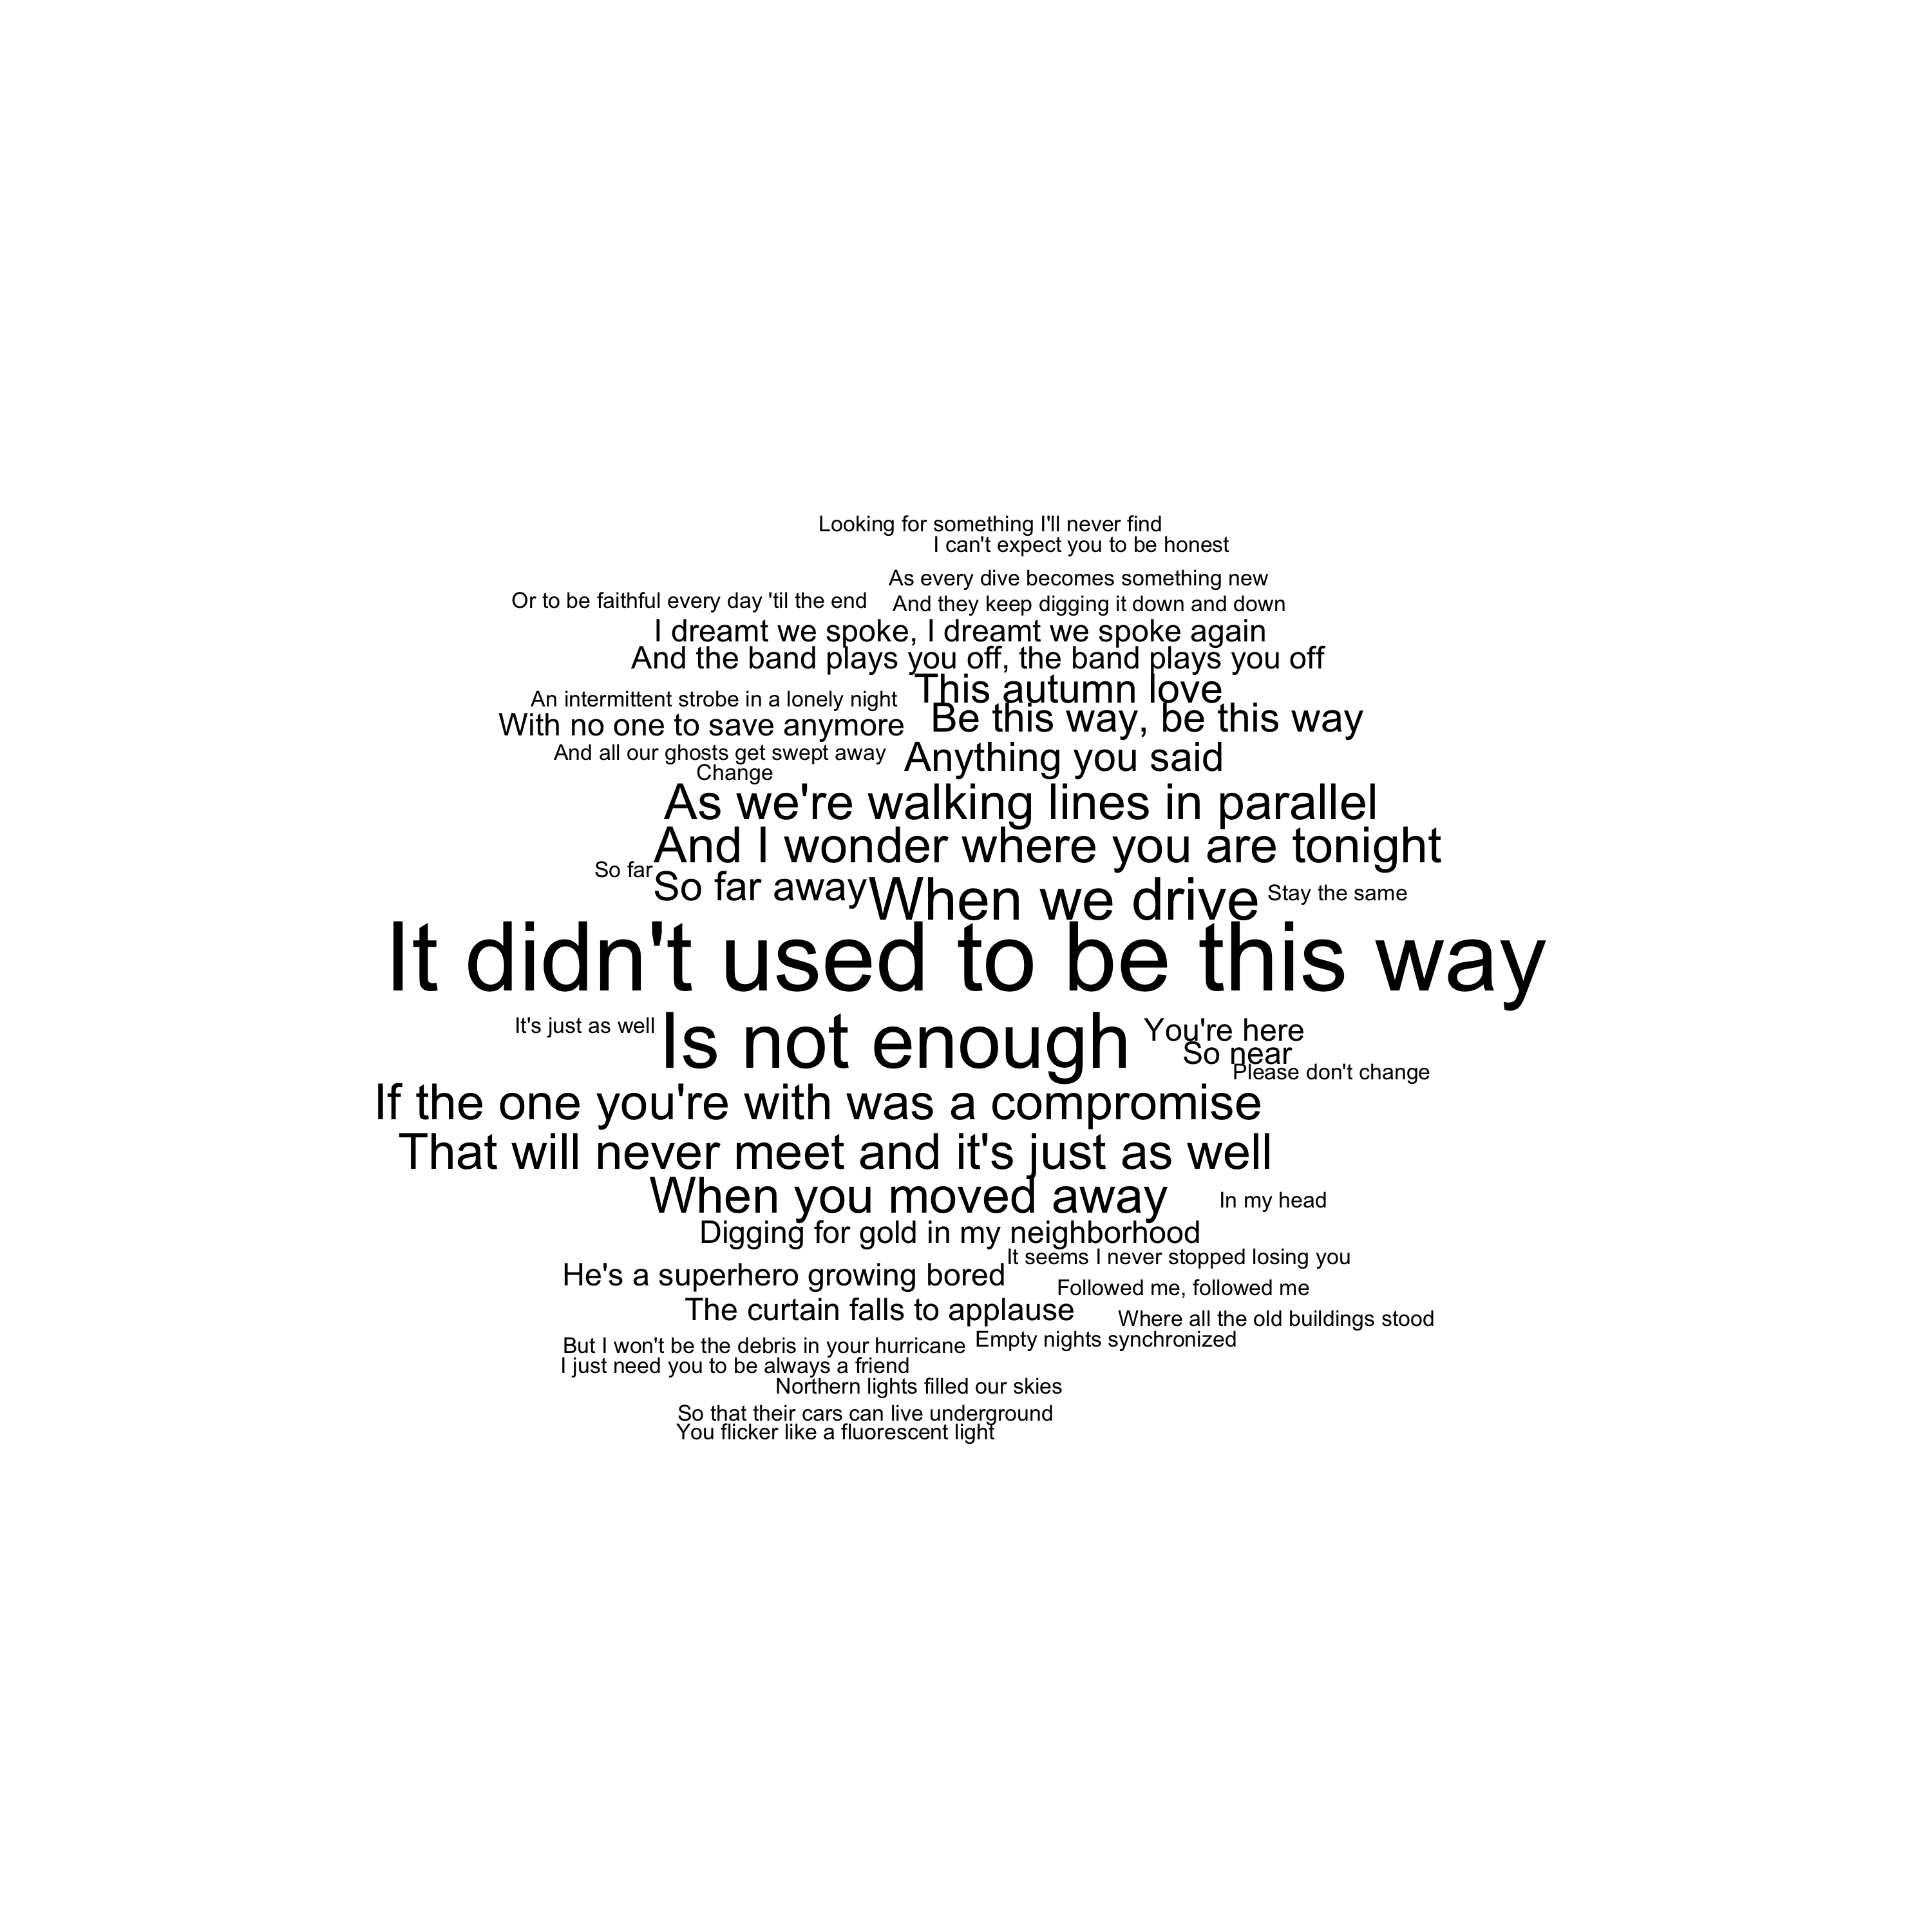 Looking for something I'll never find
I can't expect you to be honest
As every dive becomes something new
Or to be faithful every day 'til the end
And they keep digging it down and down
I dreamt we spoke, I dreamt we spoke again
And the band plays you off, the band plays you off
This autumn love
An intermittent strobe in a lonely night
Be this way, be this way
With no one to save anymore
And all our ghosts get swept away
Anything you said
Change
As we're walking lines in parallel
And I wonder where you are tonight
So far
So far away
When we drive
Stay the same
It didn't used to be this way
It's just as well
Is not enough
You're here
So near
Please don't change
If the one you're with was a compromise
That will never meet and it's just as well
When you moved away
In my head
Digging for gold in my neighborhood
It seems I never stopped losing you
He's a superhero growing bored
Followed me, followed me
The curtain falls to applause
Where all the old buildings stood
But I won't be the debris in your hurricane
Empty nights synchronized
I just need you to be always a friend
Northern lights filled our skies
So that their cars can live underground
You flicker like a fluorescent light